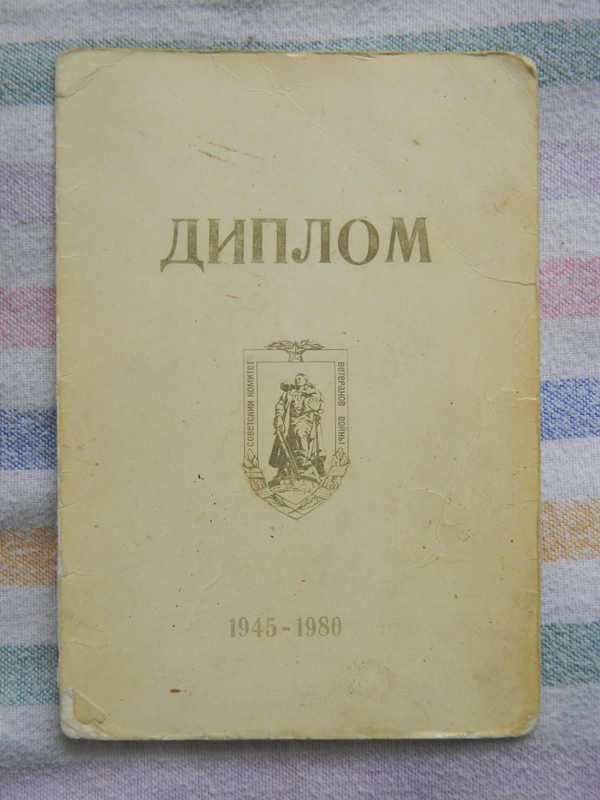 ДИПЛОМ
СОВЕТСКИЙ КОМИТЕТ
ВЕТЕРАНОВ ВОЙНЫ
1945-1980